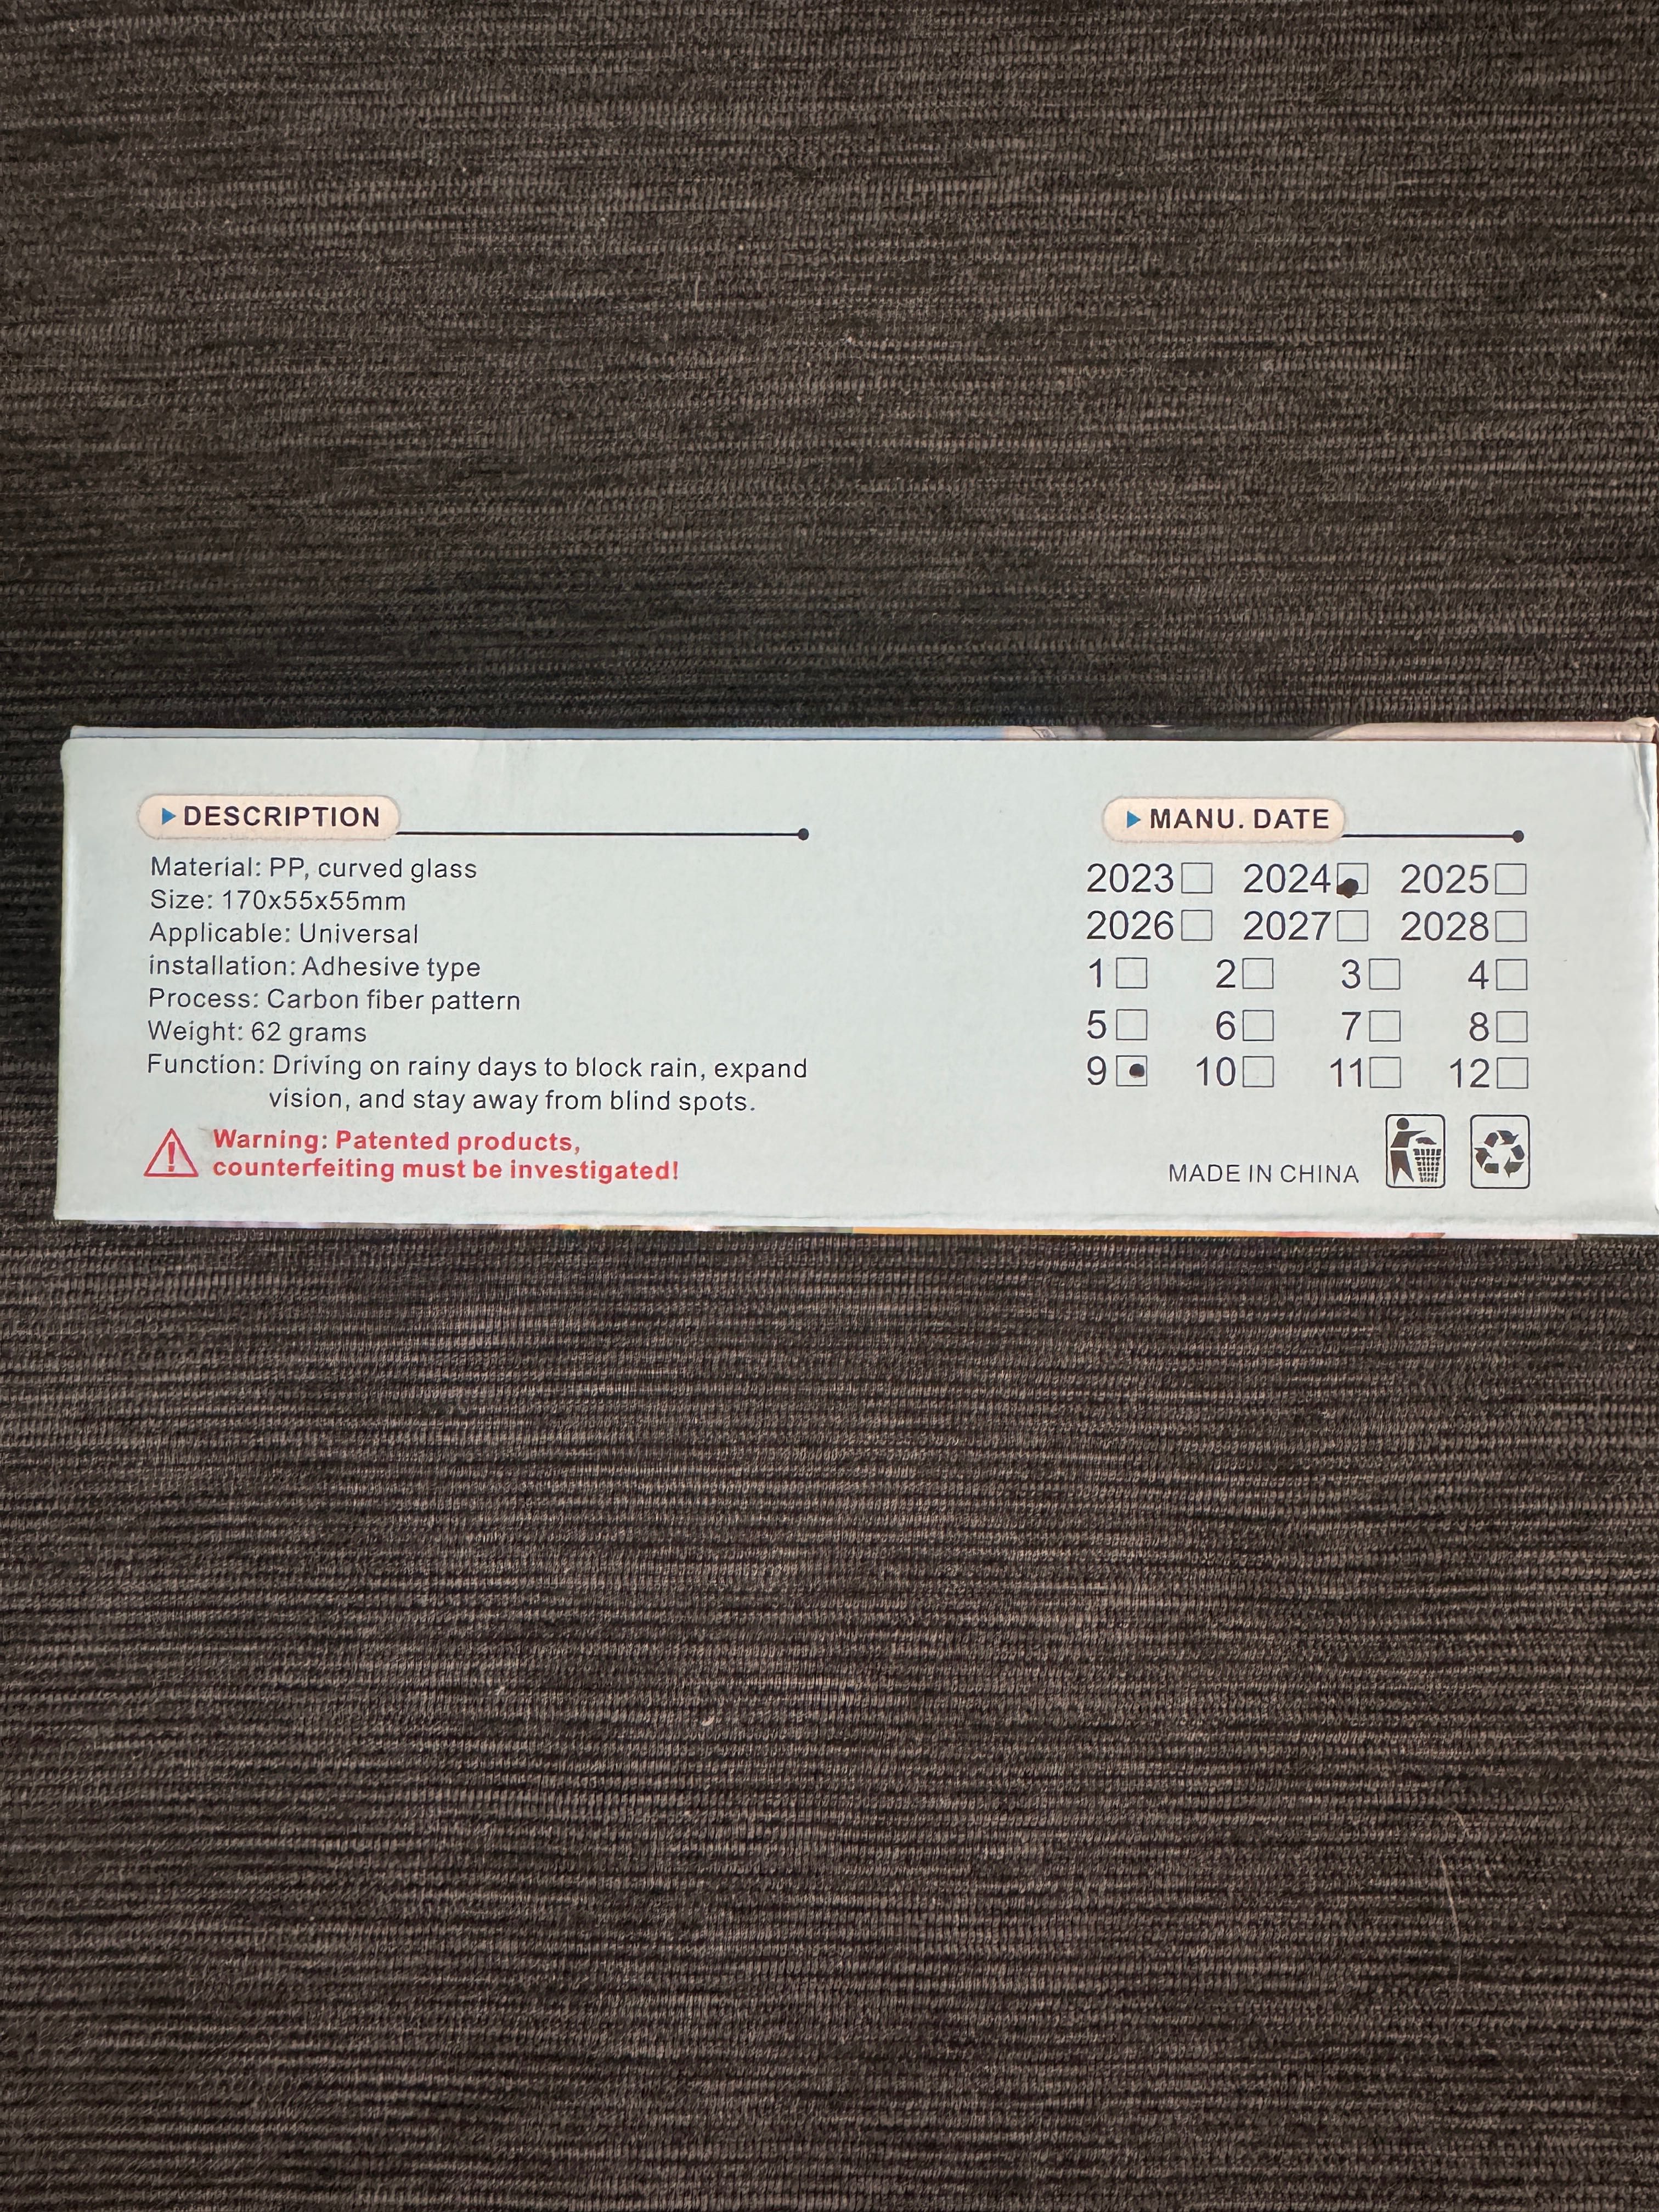 DESCRIPTION
Material: PP, curved glass
Size: 170x55x55mm
Applicable: Universal
installation: Adhesive type
Process: Carbon fiber pattern
Weight: 62 grams
Function: Driving on rainy days to block rain, expand
vision, and stay away from blind spots.
Warning: Patented products,
counterfeiting must be investigated!
MANU. DATE
2023 2024 2025
2026 2027 2028
1 2 3 4
5 6 7 8
9 10 11 12
MADE IN CHINA